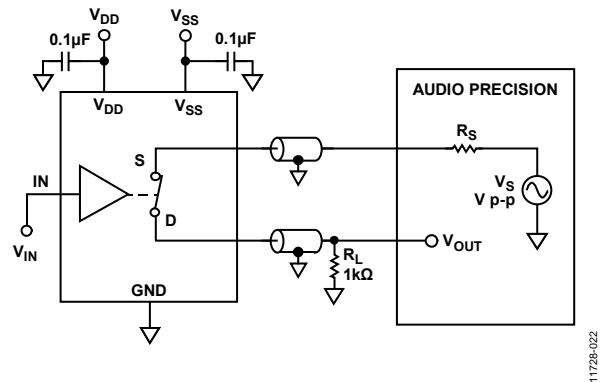 VDD
VSS
0.1µF
0.1µF
VDD
VSS
AUDIO PRECISION
RS
S
VS
V p-p
IN
D
VOUT
VIN
RL
1kΩ
GND
11728-022